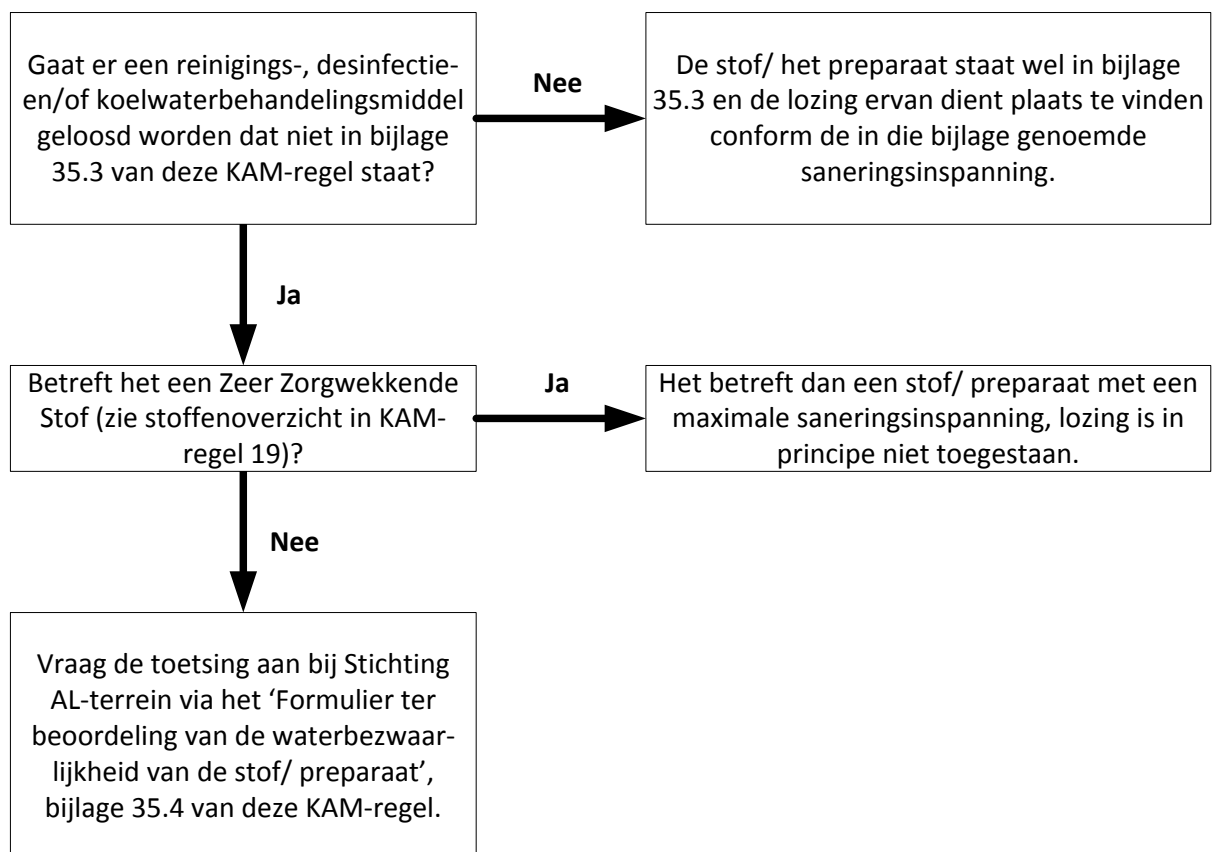 Gaat er een reinigings-, desinfectie-
en/of koelwaterbehandelingsmiddel
geloosd worden dat niet in bijlage
35.3 van deze KAM-regel staat?
Nee
De stof/ het preparaat staat wel in bijlage
35.3 en de lozing ervan dient plaats te vinden
conform de in die bijlage genoemde
saneringsinspanning.
Ja
Betreft het een Zeer Zorgwekkende
Stof (zie stoffenoverzicht in KAM-
regel 19)?
Ja
Het betreft dan een stof/ preparaat met een
maximale saneringsinspanning, lozing is in
principe niet toegestaan.
Nee
Vraag de toetsing aan bij Stichting
AL-terrein via het ‘Formulier ter
beoordeling van de waterbezwaar-
lijkheid van de stof/ preparaat’,
bijlage 35.4 van deze KAM-regel.